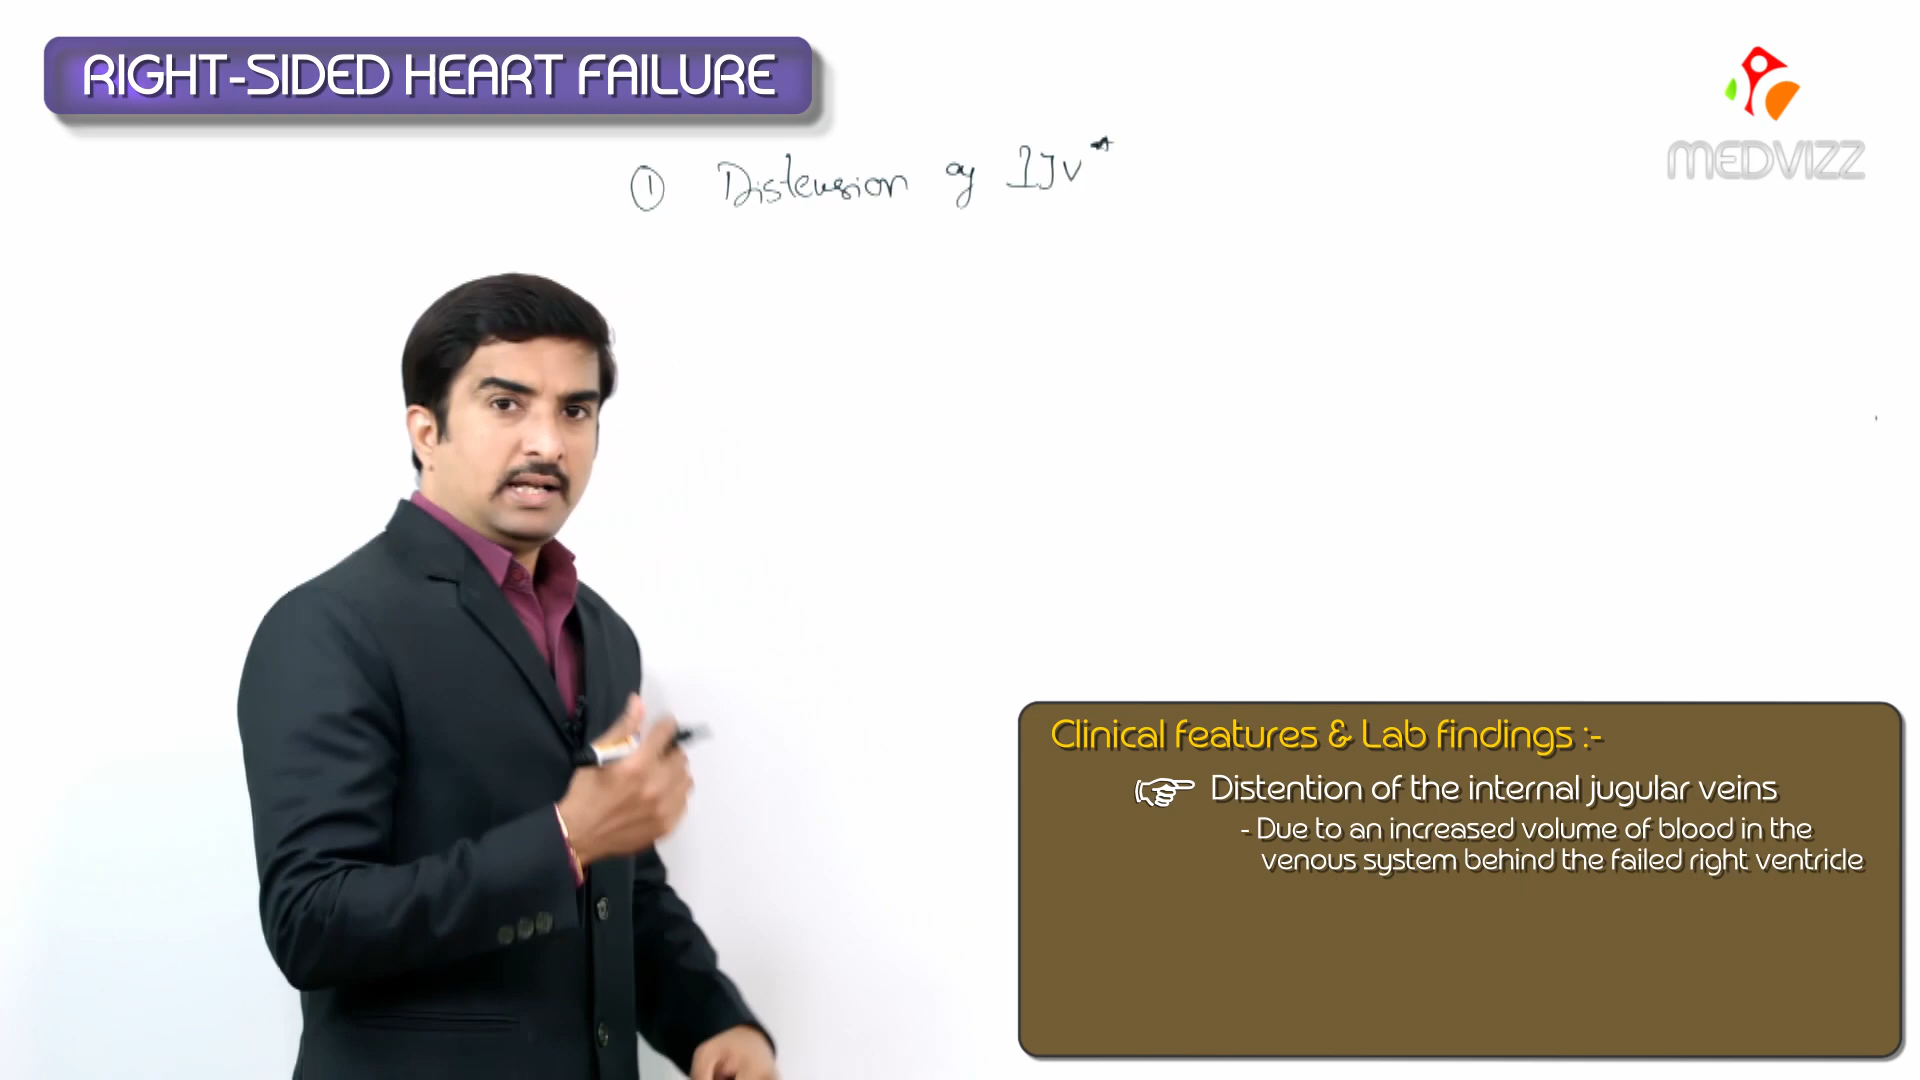 RIGHT-SIDED HEART FAILURE
MEDVIZZ
① Distension of IJV*
Clinical features & Lab findings :-
Distention of the internal jugular veins
- Due to an increased volume of blood in the
venous system behind the failed right ventricle